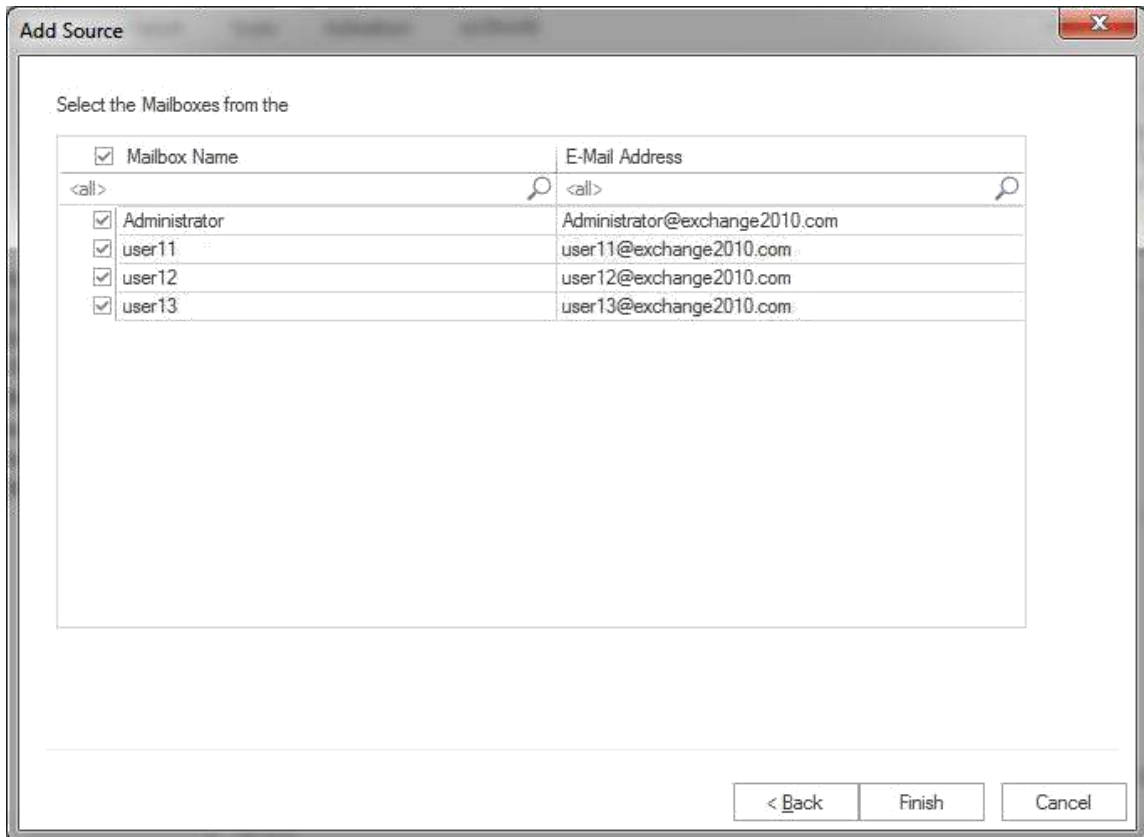 Add Source
Select the Mailboxes from the
Mailbox Name E-Mail Address
<all> <all>
Administrator Administrator@exchange2010.com
user11 user11@exchange2010.com
user12 user12@exchange2010.com
user13 user13@exchange2010.com
< Back Finish Cancel